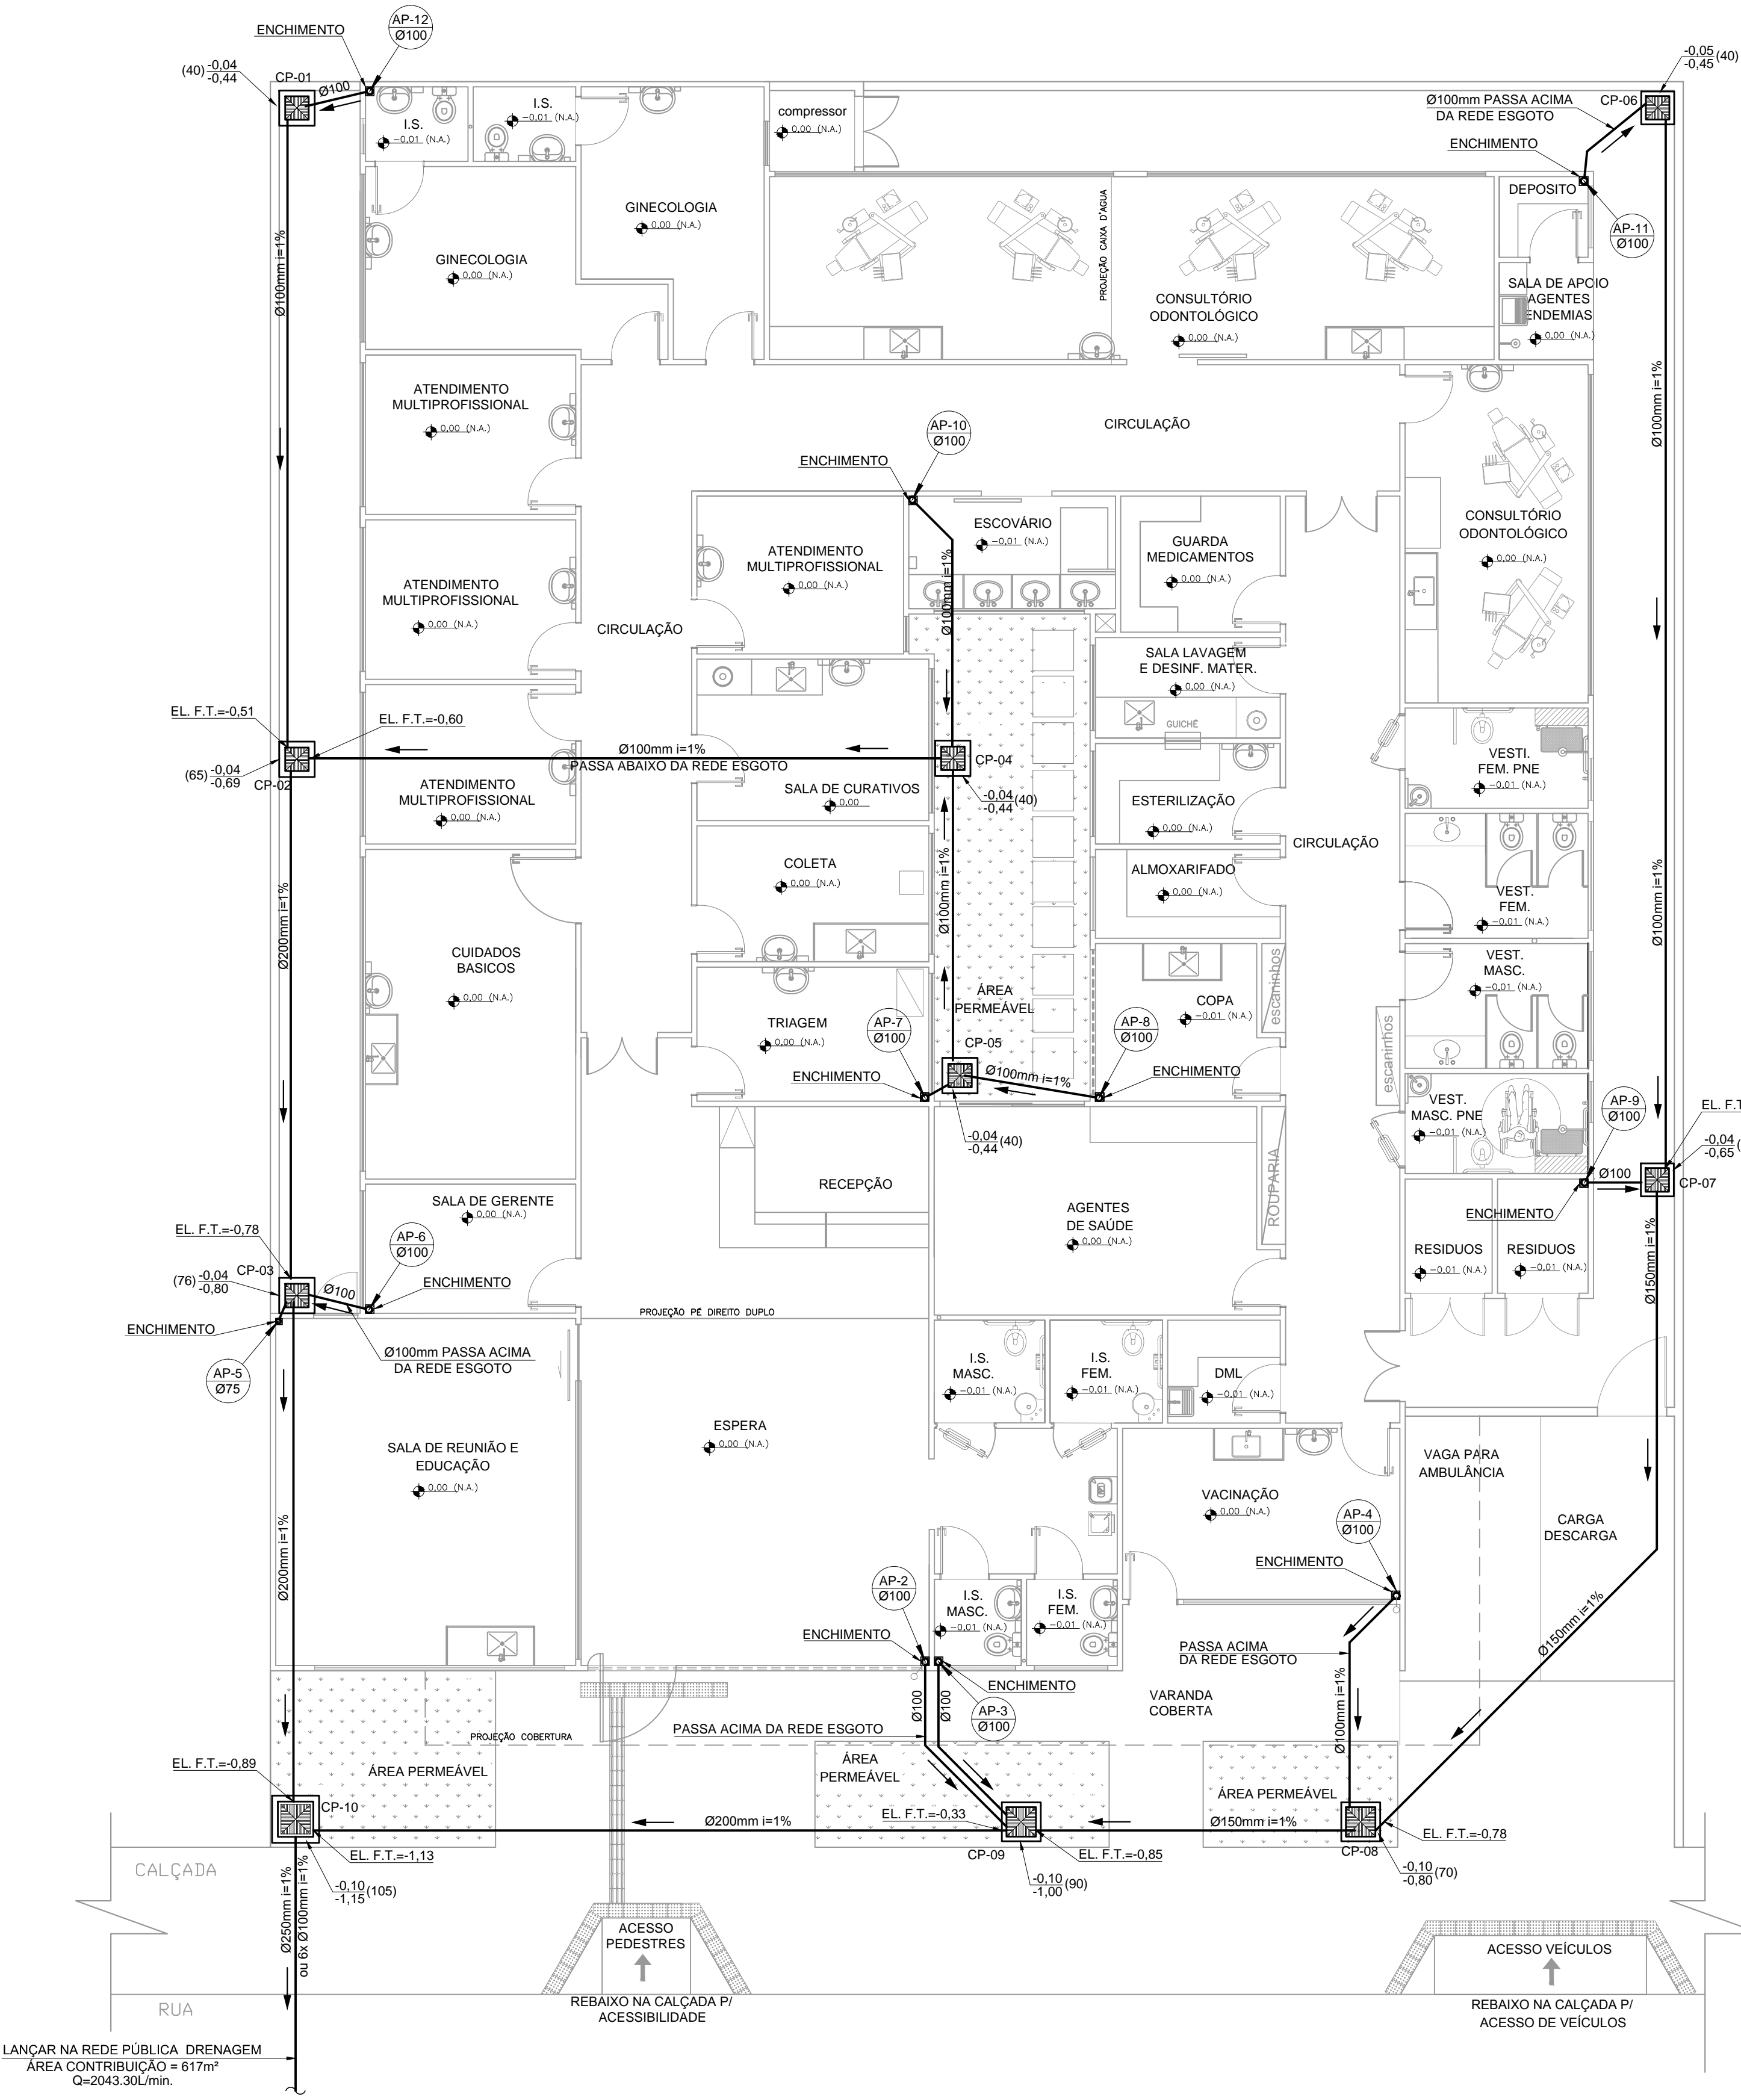 AP-12
Ø100
ENCHIMENTO
(40) -0,04
-0,44
CP-01
Ø100
I.S.
-0.01 (N.A.)
I.S.
-0.01 (N.A.)
compressor
0.00 (N.A.)
-0,05 (40)
-0,45
Ø100mm PASSA ACIMA
DA REDE ESGOTO
CP-06
ENCHIMENTO
DEPOSITO
AP-11
Ø100
GINECOLOGIA
0.00 (N.A.)
GINECOLOGIA
0.00 (N.A.)
PROJEÇÃO CAIXA D'AGUA
Ø100mm i=1%
CONSULTÓRIO
ODONTOLÓGICO
0.00 (N.A.)
SALA DE APOIO
AGENTES
ENDEMIAS
0.00 (N.A.)
ATENDIMENTO
MULTIPROFISSIONAL
0.00 (N.A.)
CIRCULAÇÃO
Ø100mm i=1%
AP-10
Ø100
ENCHIMENTO
ATENDIMENTO
MULTIPROFISSIONAL
0.00 (N.A.)
ESCOVÁRIO
-0.01 (N.A.)
GUARDA
MEDICAMENTOS
0.00 (N.A.)
CONSULTÓRIO
ODONTOLÓGICO
0.00 (N.A.)
Ø100mm i=1%
ATENDIMENTO
MULTIPROFISSIONAL
0.00 (N.A.)
CIRCULAÇÃO
SALA LAVAGEM
E DESINF. MATER.
0.00 (N.A.)
GUICHÊ
EL. F.T.=-0,51
EL. F.T.=-0,60
Ø100mm i=1%
PASSA ABAIXO DA REDE ESGOTO
(65) -0,04
-0,69
CP-02
CP-04
-0,04 (40)
-0,44
VESTI.
FEM. PNE
-0.01 (N.A.)
ATENDIMENTO
MULTIPROFISSIONAL
0.00 (N.A.)
SALA DE CURATIVOS
0.00
ESTERILIZAÇÃO
0.00 (N.A.)
CIRCULAÇÃO
COLETA
0.00 (N.A.)
ALMOXARIFADO
0.00 (N.A.)
Ø200mm i=1%
Ø100mm i=1%
VEST.
FEM.
-0.01 (N.A.)
Ø100mm i=1%
CUIDADOS
BASICOS
0.00 (N.A.)
VEST.
MASC.
-0.01 (N.A.)
ÁREA
PERMEÁVEL
COPA
-0.01 (N.A.)
escaninhos
escaninhos
TRIAGEM
0.00 (N.A.)
AP-7
Ø100
AP-8
Ø100
CP-05
ENCHIMENTO
Ø100mm i=1%
ENCHIMENTO
-0,04 (40)
-0,44
VEST.
MASC. PNE
-0.01 (N.A.)
AP-9
Ø100
-0,04
-0,65
Ø100
CP-07
RECEPÇÃO
SALA DE GERENTE
0.00 (N.A.)
AGENTES
DE SAÚDE
0.00 (N.A.)
ROUPARIA
ENCHIMENTO
RESIDUOS
-0.01 (N.A.)
RESIDUOS
-0.01 (N.A.)
Ø150mm i=1%
EL. F.T.=-0,78
AP-6
Ø100
(76) -0,04
-0,80
CP-03
Ø100
ENCHIMENTO
PROJEÇÃO PÉ DIREITO DUPLO
ENCHIMENTO
Ø100mm PASSA ACIMA
DA REDE ESGOTO
AP-5
Ø75
I.S.
MASC.
-0.01 (N.A.)
I.S.
FEM.
-0.01 (N.A.)
DML
-0.01 (N.A.)
ESPERA
0.00 (N.A.)
SALA DE REUNIÃO E
EDUCAÇÃO
0.00 (N.A.)
VAGA PARA
AMBULÂNCIA
VACINAÇÃO
0.00 (N.A.)
AP-4
Ø100
CARGA
DESCARGA
Ø200mm i=1%
ENCHIMENTO
AP-2
Ø100
I.S.
MASC.
-0.01 (N.A.)
I.S.
FEM.
-0.01 (N.A.)
ENCHIMENTO
Ø150mm i=1%
PASSA ACIMA
DA REDE ESGOTO
ENCHIMENTO
AP-3
Ø100
Ø100
Ø100
VARANDA
COBERTA
Ø100mm i=1%
PASSA ACIMA DA REDE ESGOTO
PROJEÇÃO COBERTURA
EL. F.T.=-0,89
ÁREA PERMEÁVEL
ÁREA
PERMEÁVEL
ÁREA PERMEÁVEL
CP-10
EL. F.T.=-0,33
Ø200mm i=1%
Ø150mm i=1%
EL. F.T.=-0,78
EL. F.T.=-1,13
CP-09
EL. F.T.=-0,85
CP-08
CALÇADA
-0,10 (105)
-1,15
-0,10 (90)
-1,00
-0,10 (70)
-0,80
Ø250mm i=1%
ou 6x Ø100mm i=1%
ACESSO
PEDESTRES
ACESSO VEÍCULOS
RUA
REBAIXO NA CALÇADA P/
ACESSIBILIDADE
REBAIXO NA CALÇADA P/
ACESSO DE VEÍCULOS
LANÇAR NA REDE PÚBLICA DRENAGEM
ÁREA CONTRIBUIÇÃO = 617m²
Q=2043.30L/min.